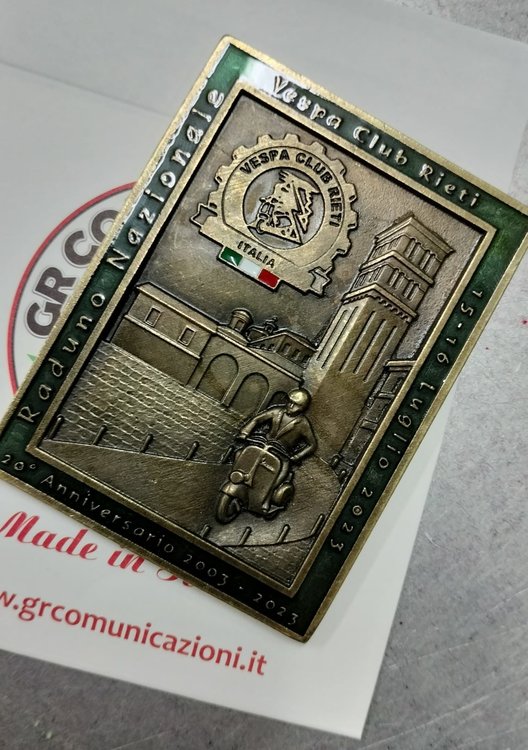 Vespa Club Rieti
Raduno Nazionale
15-16 Luglio 2023
20° Anniversario 2003 - 2023
VESPA CLUB RIETI
ITALIA
GR CO
Made in
w.grcomunicazioni.it